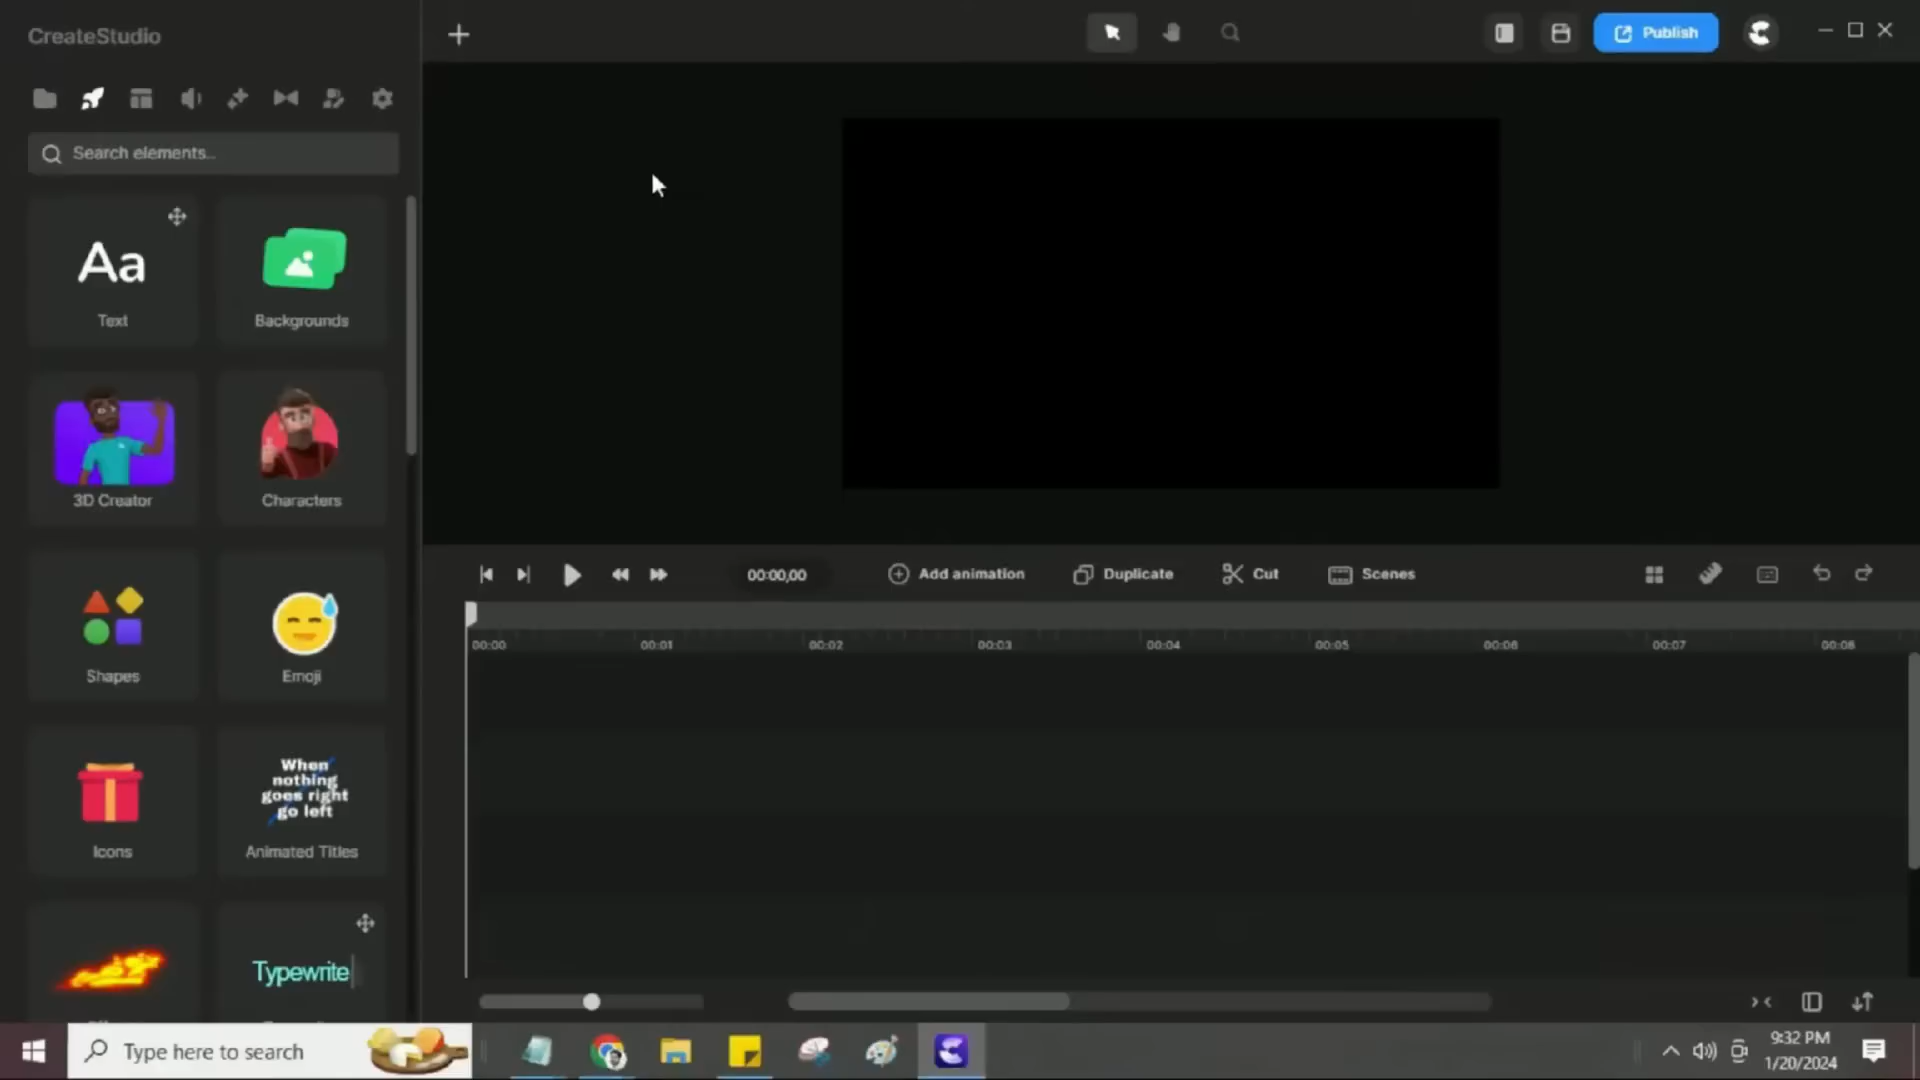 CreateStudio
Publish
Search elements...
Aa
Text
Backgrounds
3D Creator
Characters
Shapes
Emoji
Icons
When
nothing
goes right
go left
Animated Titles
Typewrite
00:00,00
Add animation
Duplicate
Cut
Scenes
00:00
00:01
00:02
00:03
00:04
00:05
00:06
00:07
00:08
Type here to search
9:32 PM
1/20/2024